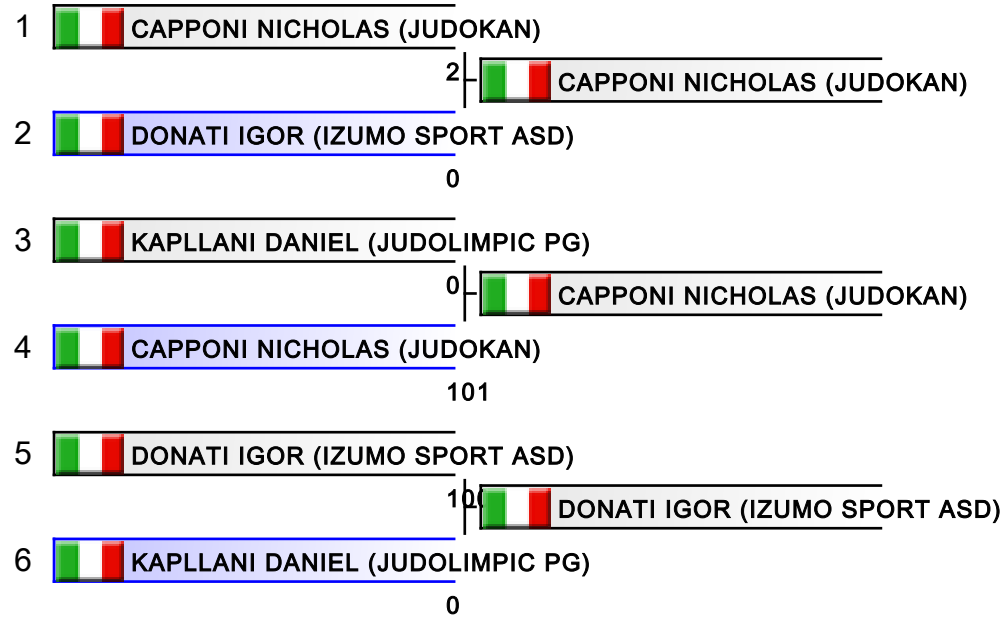 1 CAPPONI NICHOLAS (JUDOKAN)
2 CAPPONI NICHOLAS (JUDOKAN)
2 DONATI IGOR (IZUMO SPORT ASD)
0
3 KAPLLANI DANIEL (JUDOLIMPIC PG)
0 CAPPONI NICHOLAS (JUDOKAN)
4 CAPPONI NICHOLAS (JUDOKAN)
101
5 DONATI IGOR (IZUMO SPORT ASD)
DONATI IGOR (IZUMO SPORT ASD)
6 KAPLLANI DANIEL (JUDOLIMPIC PG)
0